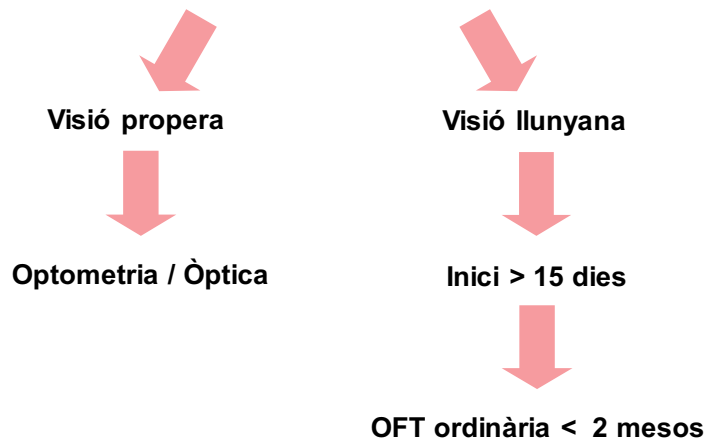 Visió propera
Visió llunyana
Optometria / Òptica
Inici > 15 dies
OFT ordinària < 2 mesos